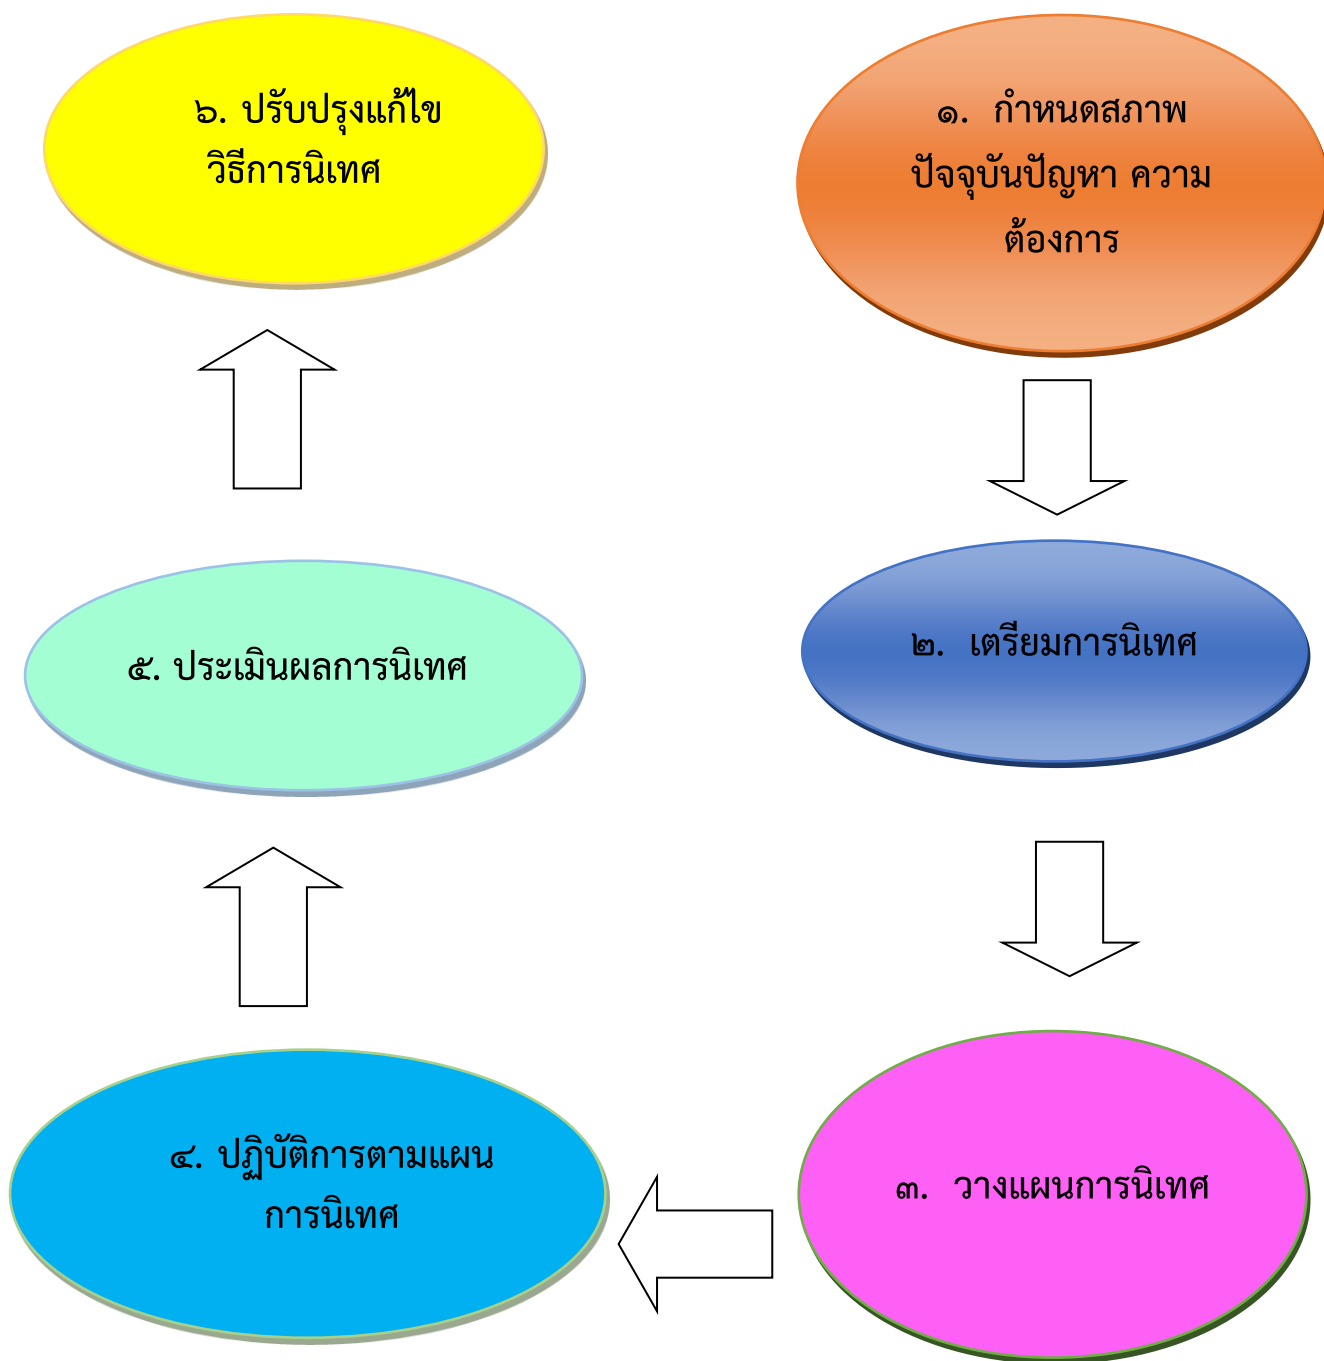 ๖. ปรับปรุงแก้ไข
วิธีการนิเทศ
๑. กำหนดสภาพ
ปัจจุบันปัญหา ความ
ต้องการ
๕. ประเมินผลการนิเทศ
๒. เตรียมการนิเทศ
๔. ปฏิบัติการตามแผน
การนิเทศ
๓. วางแผนการนิเทศ